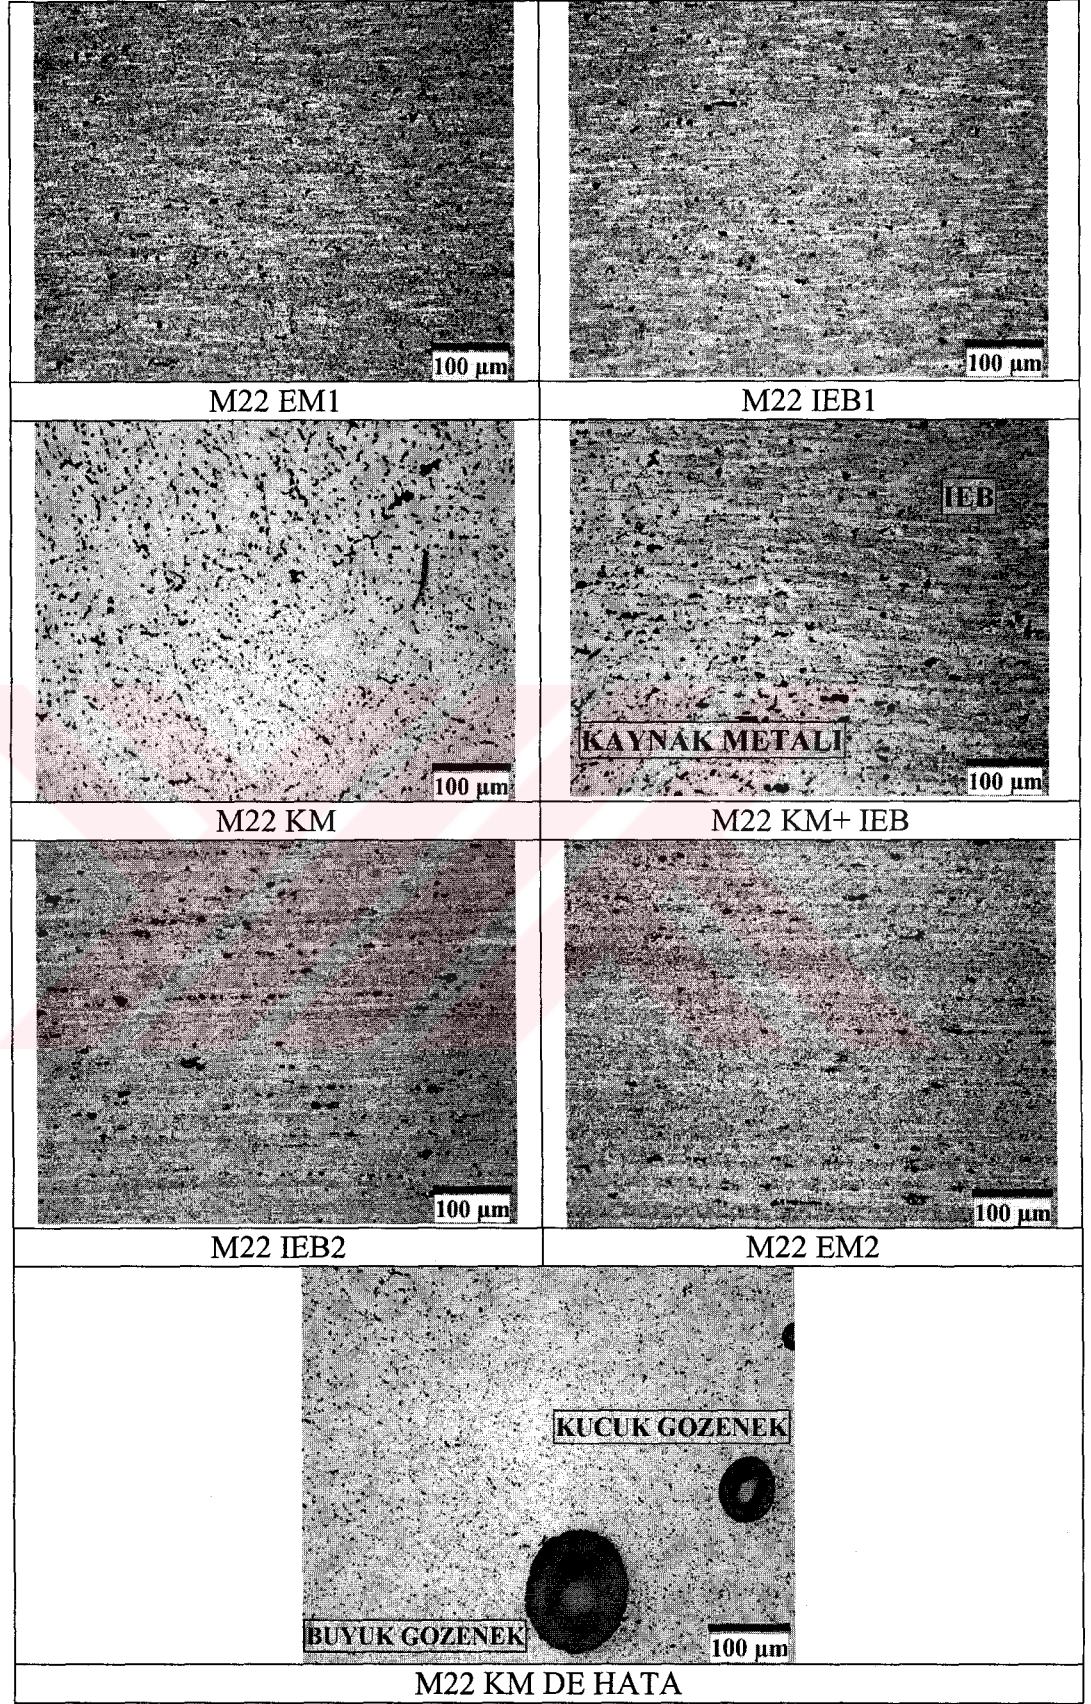 100 µm
100 µm
M22 EM1
M22 IEB1
IEB
KAYNAK METALI
100 µm
100 µm
M22 KM
M22 KM+ IEB
100 µm
100 µm
M22 IEB2
M22 EM2
KUCUK GOZENEK
BUYUK GOZENEK
100 µm
M22 KM DE HATA